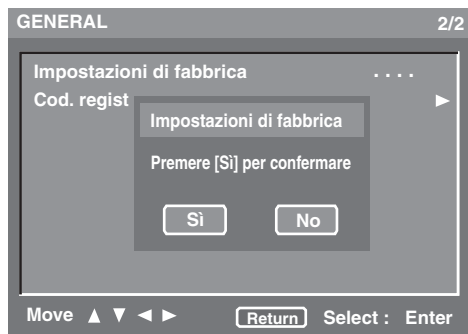 GENERAL 2/2
Impostazioni di fabbrica . . . .
Cod. regist
Impostazioni di fabbrica
Premere [Sì] per confermare
Sì No
Move ▲ ▼ ◄ ► Return Select : Enter